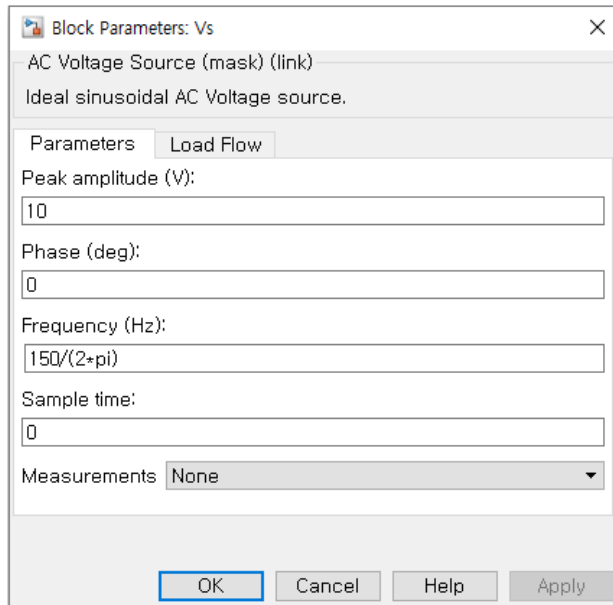 Block Parameters: Vs
AC Voltage Source (mask) (link)
Ideal sinusoidal AC Voltage source.
Parameters Load Flow
Peak amplitude (V):
10
Phase (deg):
0
Frequency (Hz):
150/(2*pi)
Sample time:
0
Measurements None
OK Cancel Help Apply